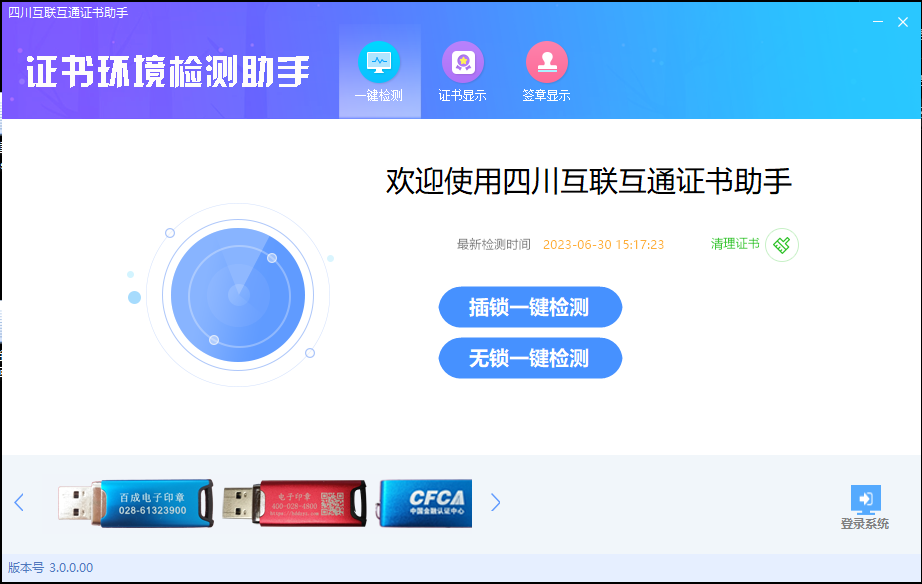 四川互联互通证书助手
证书环境检测助手
一键检测
证书显示
签章显示
欢迎使用四川互联互通证书助手
最新检测时间 2023-06-30 15:17:23
清理证书
插锁一键检测
无锁一键检测
百成电子印章
028-61323900
电子印章
400-028-4800
CFCA
中国金融认证中心
登录系统
版本号 3.0.0.00